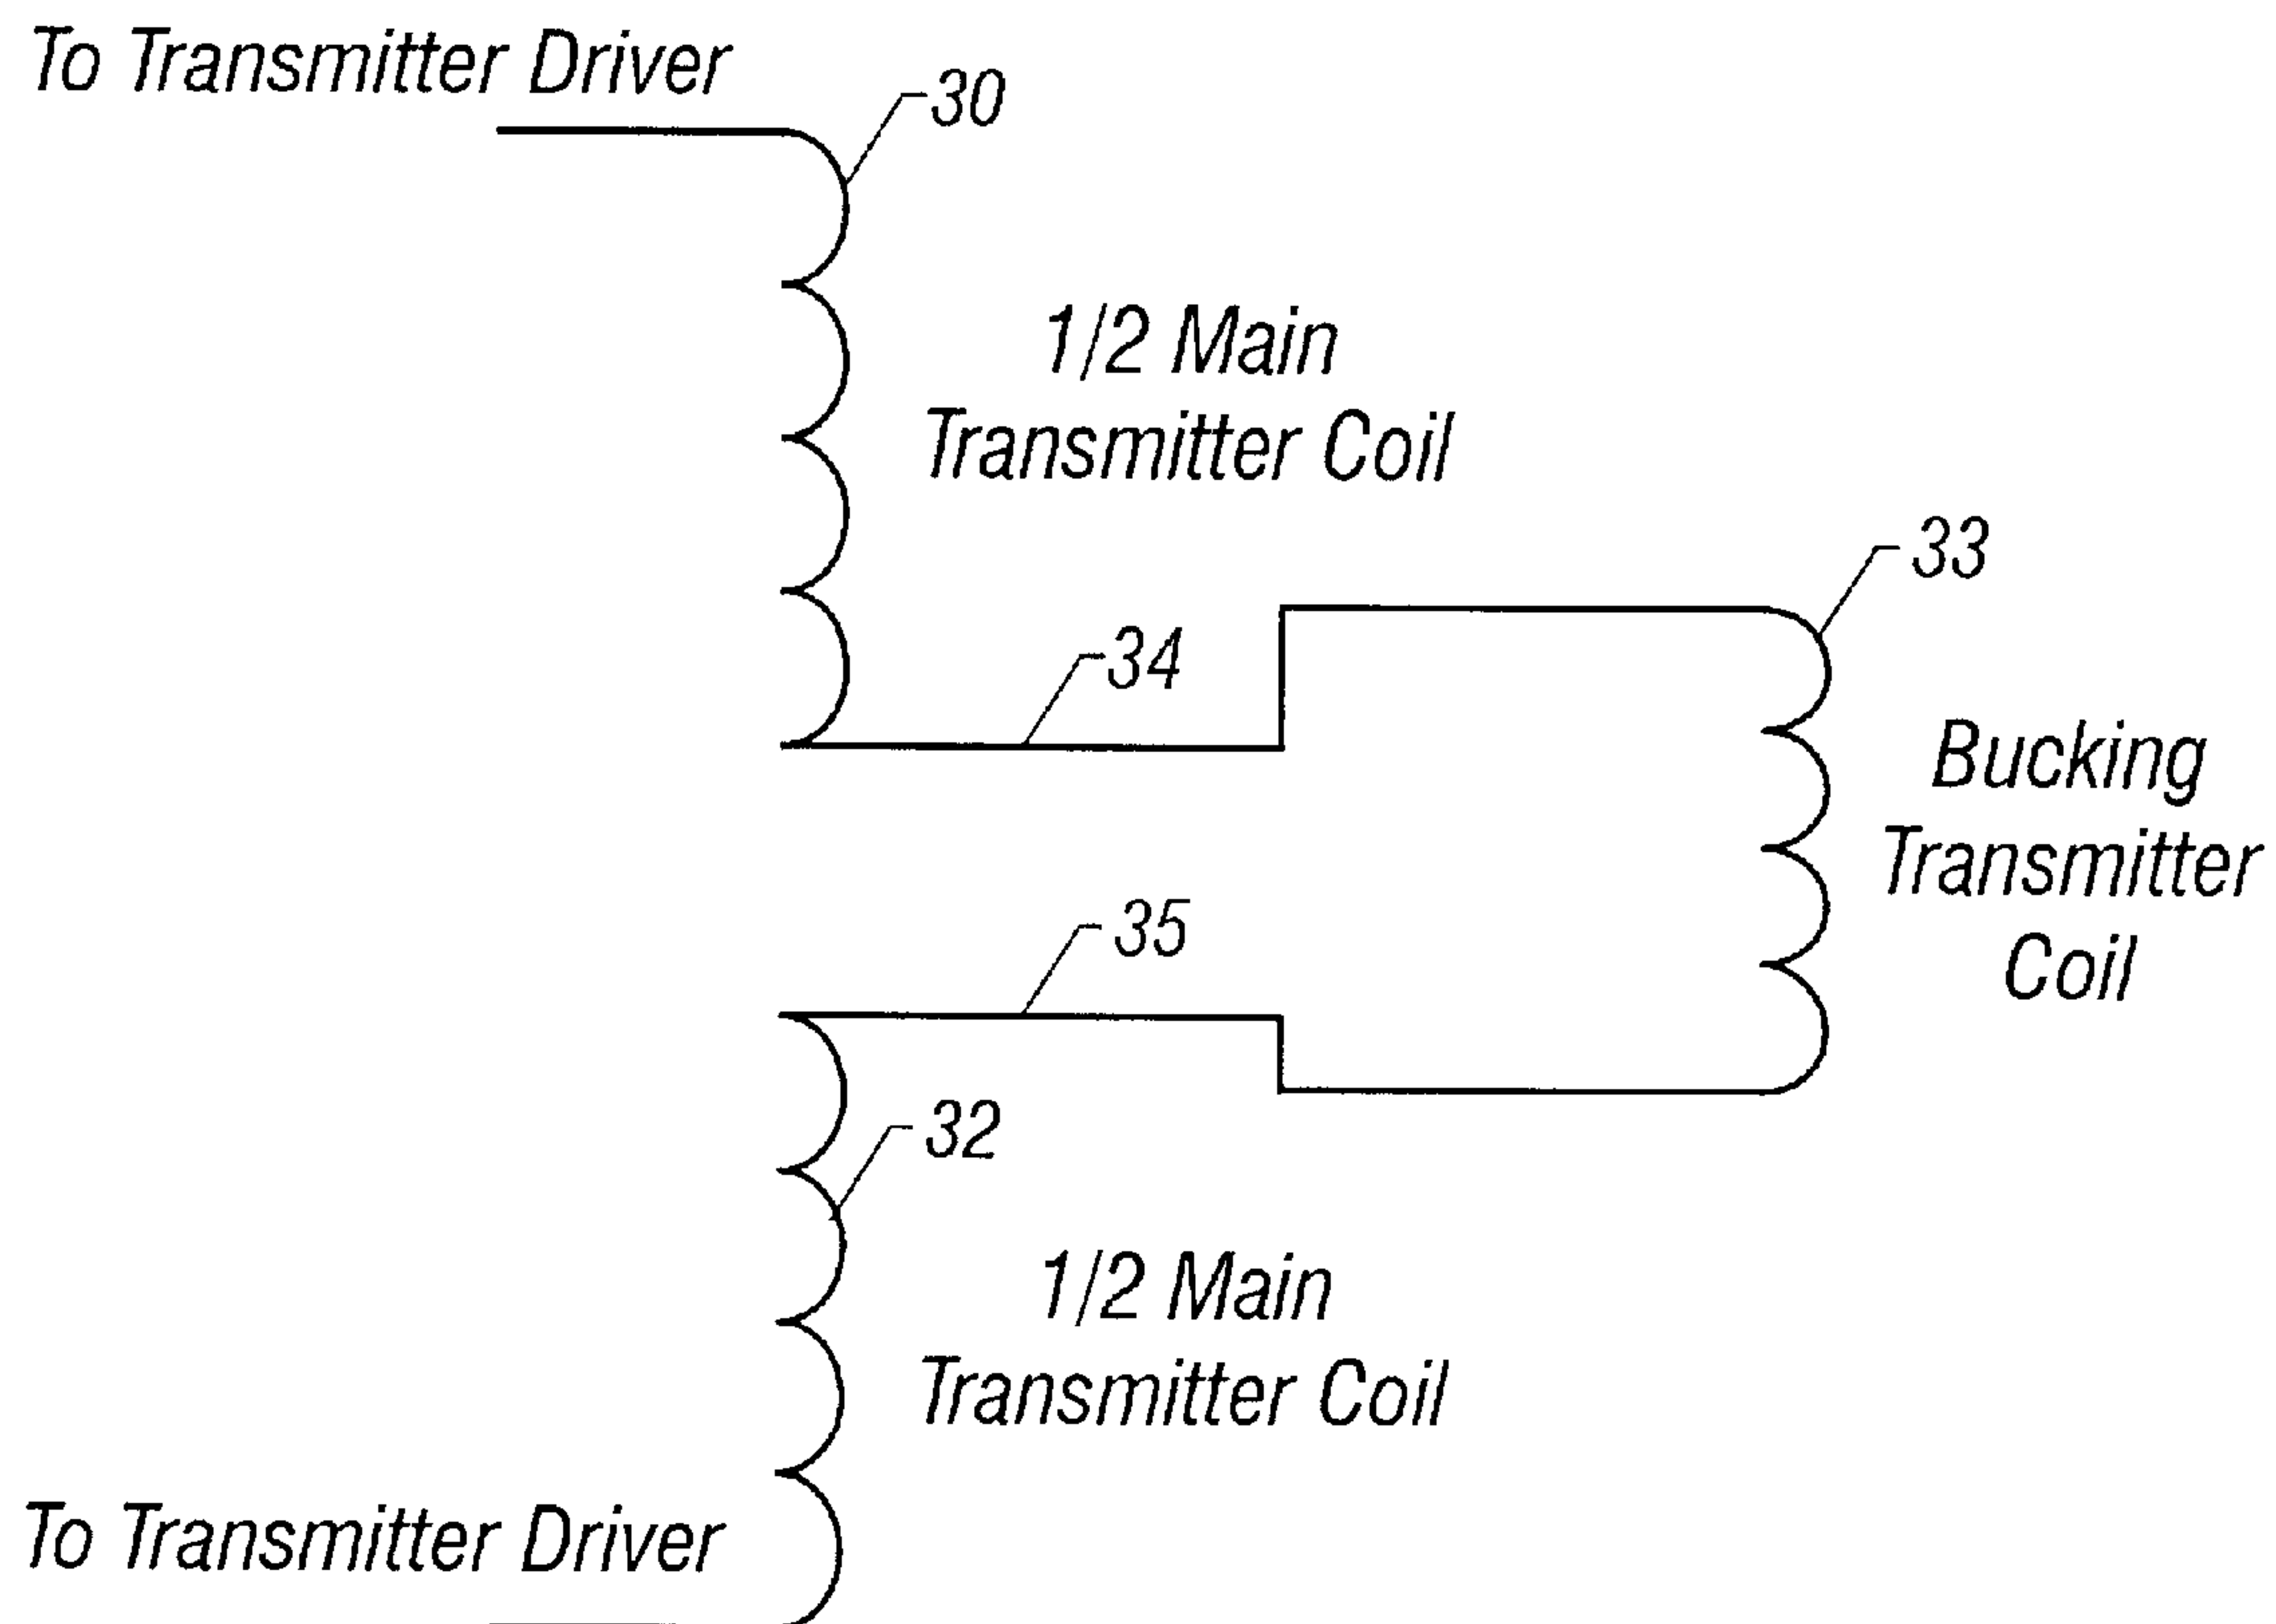 To Transmitter Driver
30
1/2 Main
Transmitter Coil
33
34
Bucking
Transmitter
Coil
35
32
1/2 Main
Transmitter Coil
To Transmitter Driver